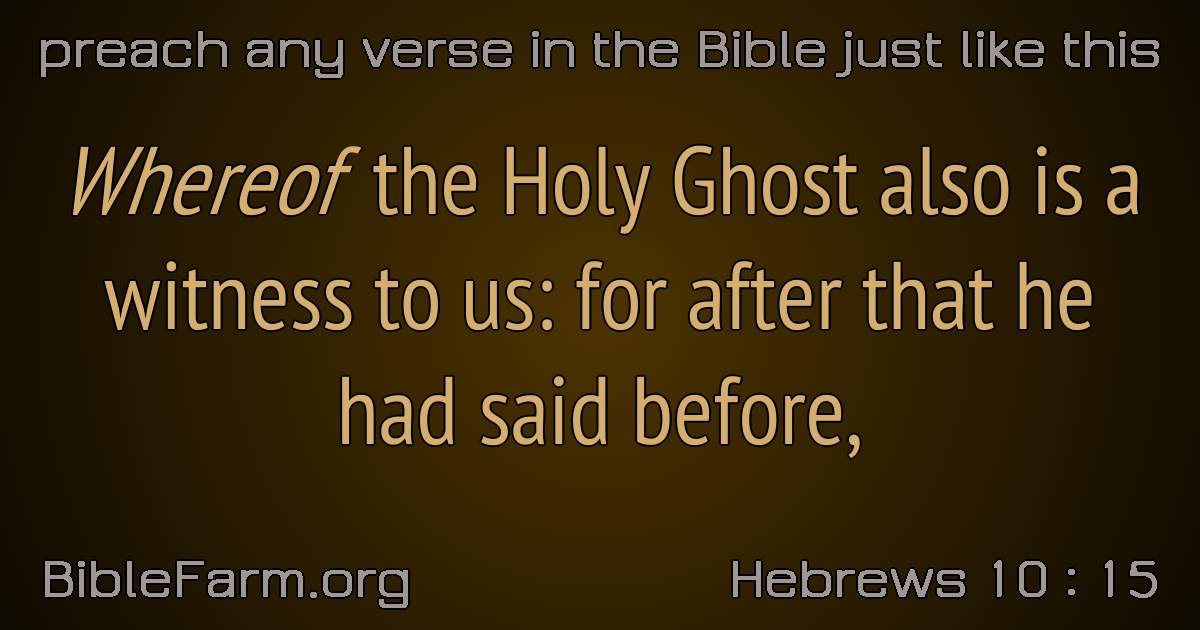 preach any verse in the Bible just like this
Whereof the Holy Ghost also is a
witness to us: for after that he
had said before,
BibleFarm.org
Hebrews 10 : 15